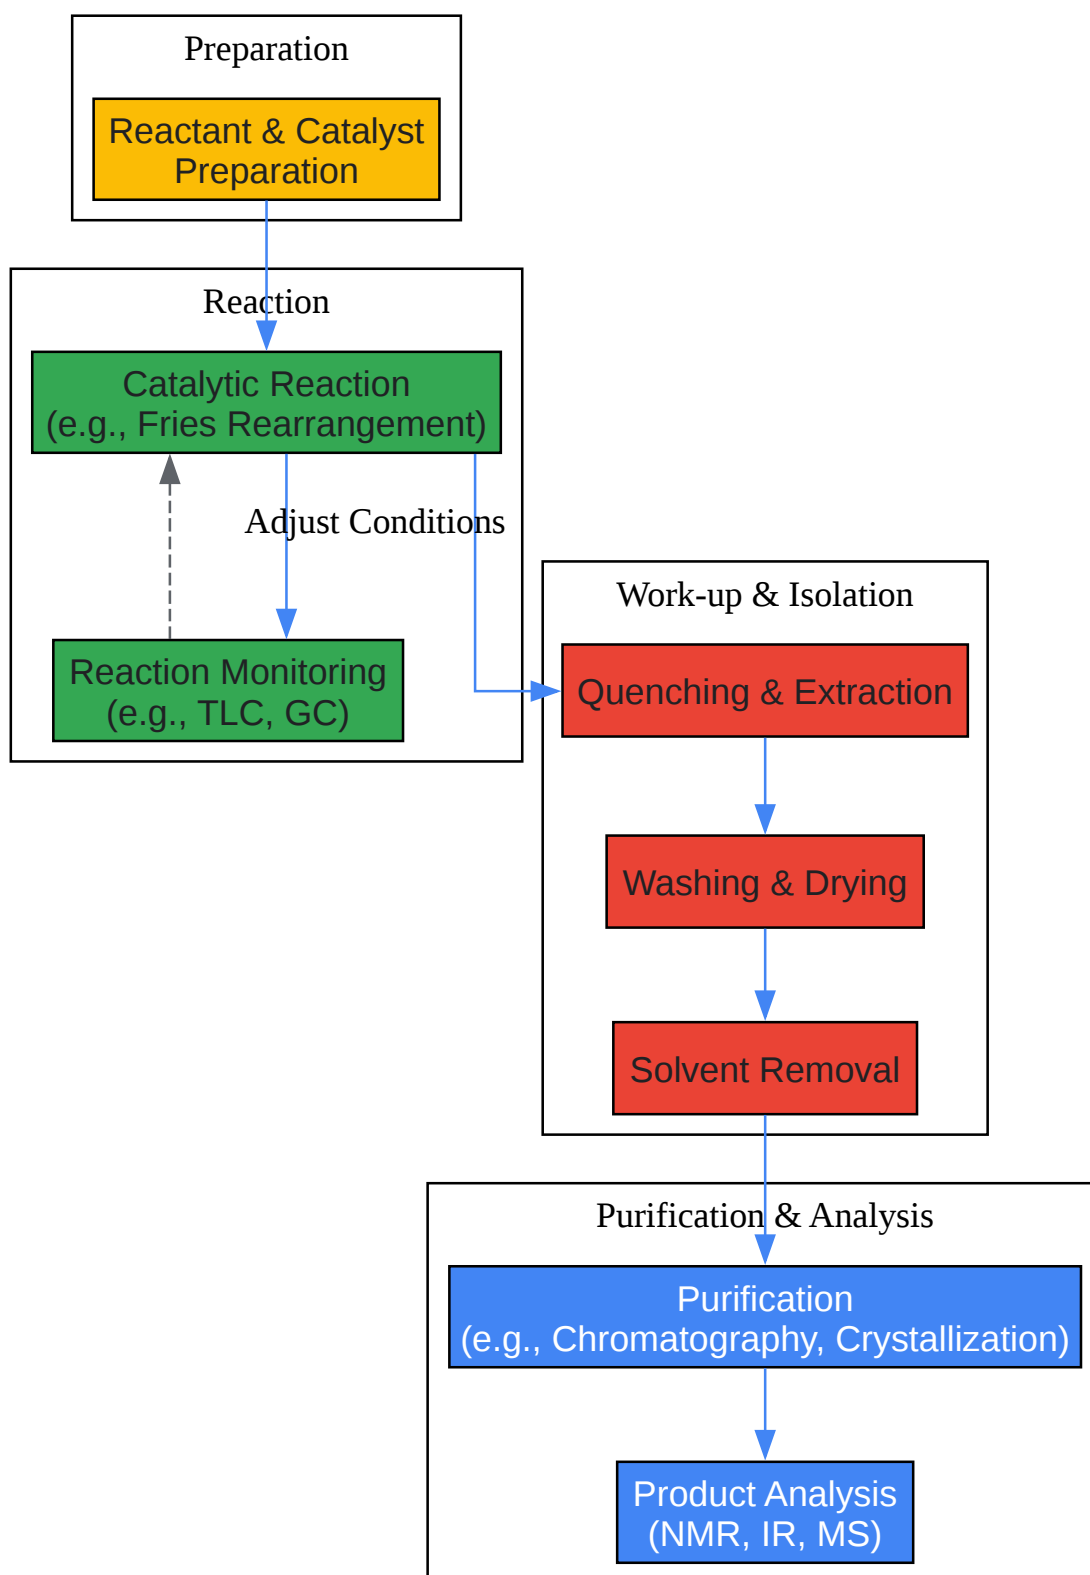 Preparation
Reactant & Catalyst
Preparation
Reaction
Catalytic Reaction
(e.g., Fries Rearrangement)
Adjust Conditions
Reaction Monitoring
(e.g., TLC, GC)
Work-up & Isolation
Quenching & Extraction
Washing & Drying
Solvent Removal
Purification & Analysis
Purification
(e.g., Chromatography, Crystallization)
Product Analysis
(NMR, IR, MS)